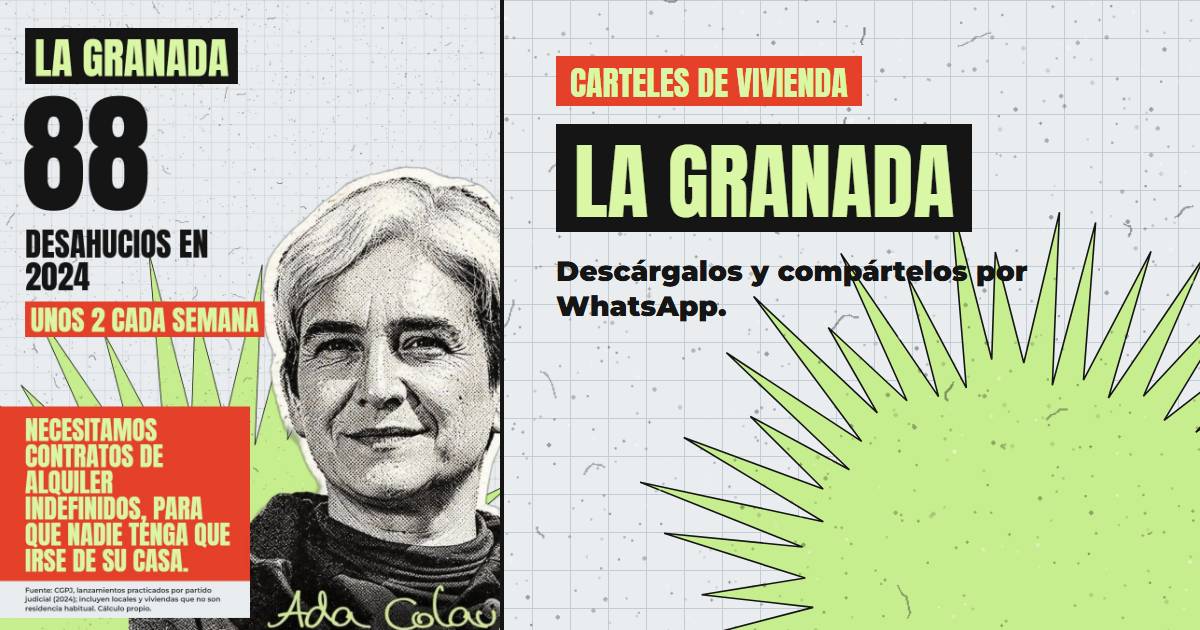 LA GRANADA
88
DESAHUCIOS EN
2024
UNOS 2 CADA SEMANA
NECESITAMOS
CONTRATOS DE
ALQUILER
INDEFINIDOS, PARA
QUE NADIE TENGA QUE
IRSE DE SU CASA.
Fuente: CGPJ, lanzamientos practicados por partido
judicial (2024); incluyen locales y viviendas que no son
residencia habitual. Cálculo propio.
Ada Colau
CARTELES DE VIVIENDA
LA GRANADA
Descárgalos y compártelos por
WhatsApp.